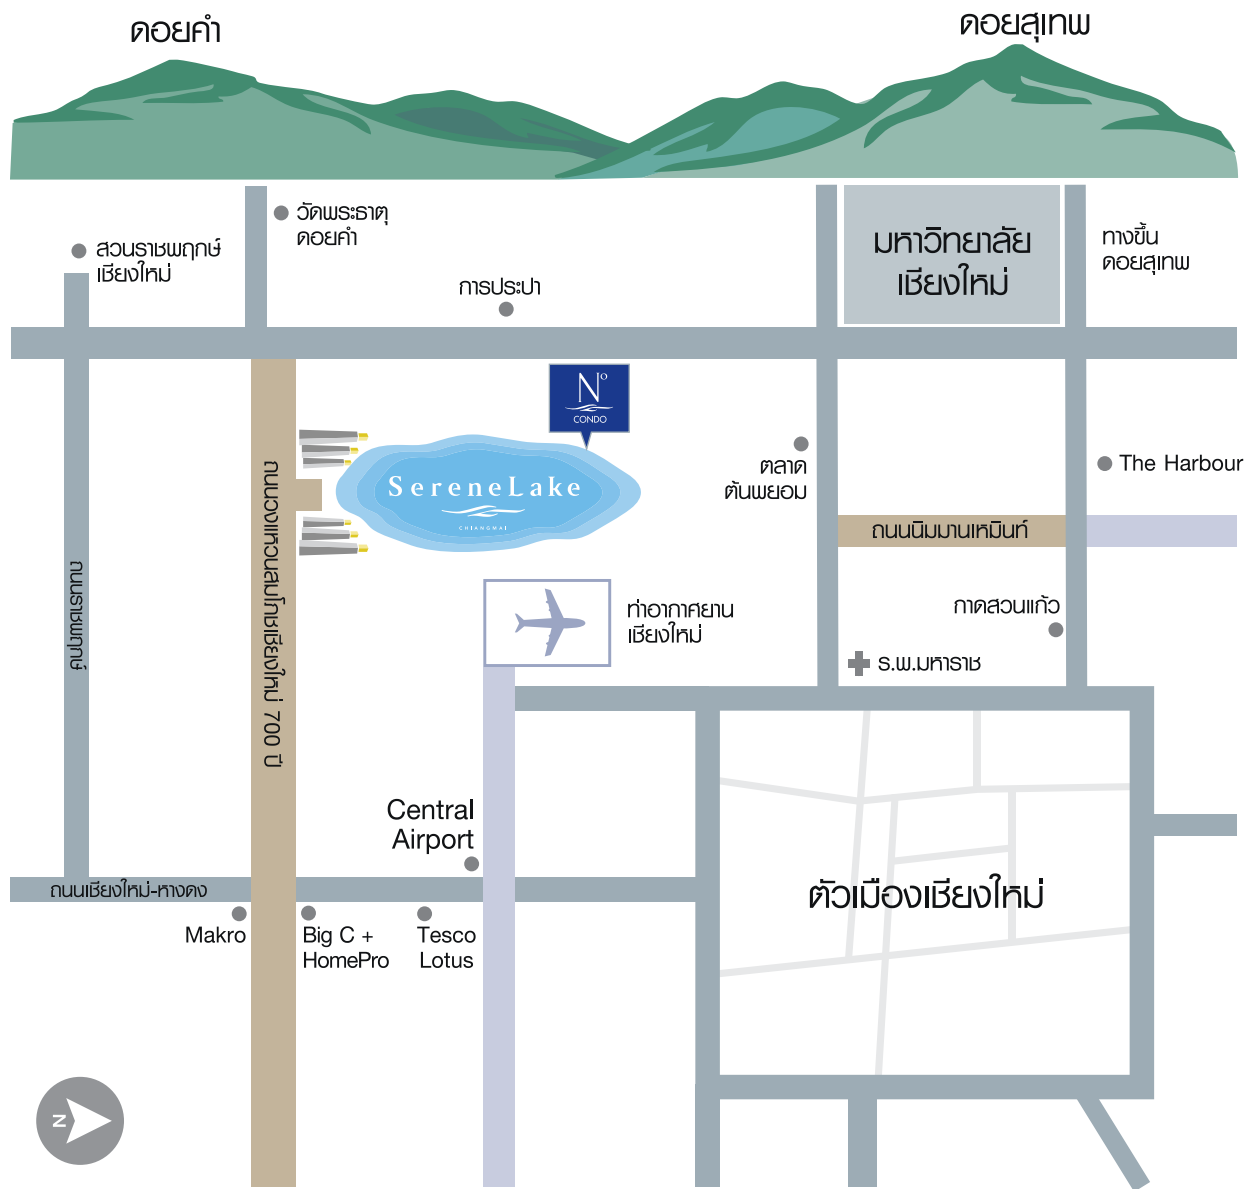 ดอยคำ
ดอยสุเทพ
วัดพระธาตุ
ดอยคำ
สวนราชพฤกษ์
เชียงใหม่
การประปา
มหาวิทยาลัย
เชียงใหม่
ทางขึ้น
ดอยสุเทพ
N°
CONDO
SereneLake
CHIANGMAI
ตลาด
ต้นพยอม
The Harbour
ถนนนิมมานเหมินท์
ถนนวงแหวนสมโภชเชียงใหม่ 700 ปี
ถนนราชพฤกษ์
ท่าอากาศยาน
เชียงใหม่
กาดสวนแก้ว
ร.พ.มหาราช
Central
Airport
ถนนเชียงใหม่-หางดง
ตัวเมืองเชียงใหม่
Makro
Big C +
HomePro
Tesco
Lotus
N